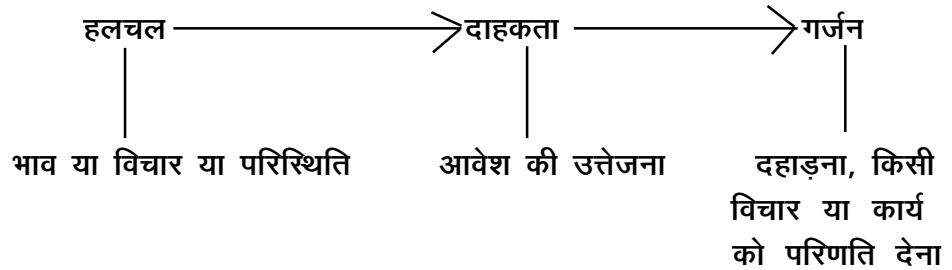 हलचल दाहकता गर्जन
भाव या विचार या परिस्थिति आवेश की उत्तेजना दहाड़ना, किसी
विचार या कार्य
को परिणति देना